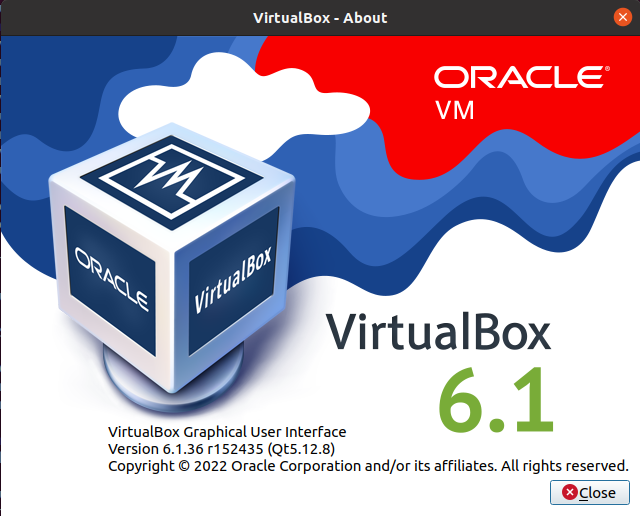 VirtualBox - About
ORACLE®
VM
ORACLE
VirtualBox
VirtualBox
6.1
VirtualBox Graphical User Interface
Version 6.1.36 r152435 (Qt5.12.8)
Copyright © 2022 Oracle Corporation and/or its affiliates. All rights reserved.
Close